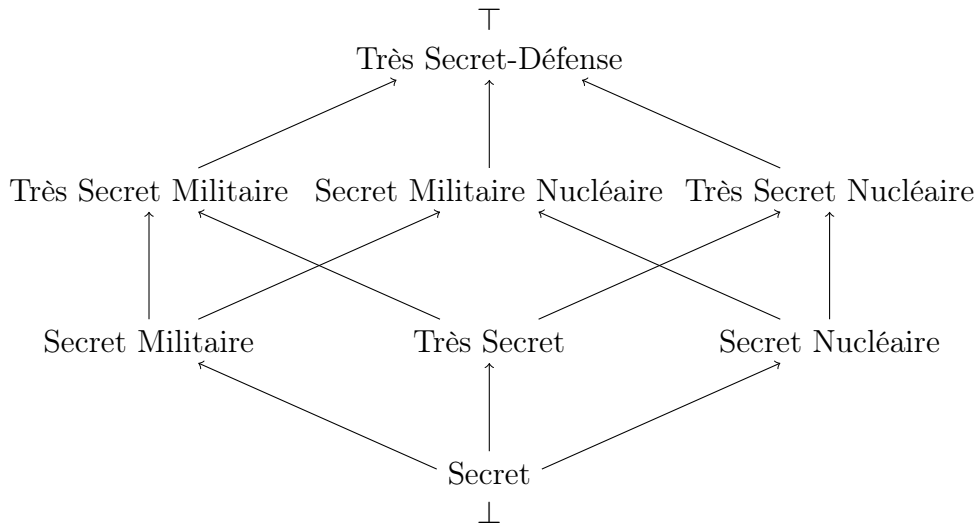 ⊤
Très Secret-Défense
Très Secret Militaire Secret Militaire Nucléaire Très Secret Nucléaire
Secret Militaire Très Secret Secret Nucléaire
Secret
⊥